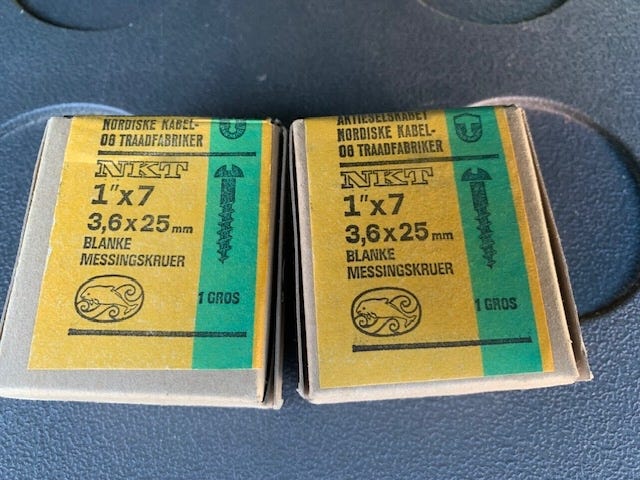 NORDISKE KABEL-
OG TRAADFABRIKER
NKT
1"x7
3,6x25mm
BLANKE
MESSINGSKRUER
1 GROS
AKTIESELSKABET
NORDISKE KABEL-
OG TRAADFABRIKER
NKT
1"x7
3,6x25mm
BLANKE
MESSINGSKRUER
1 GROS